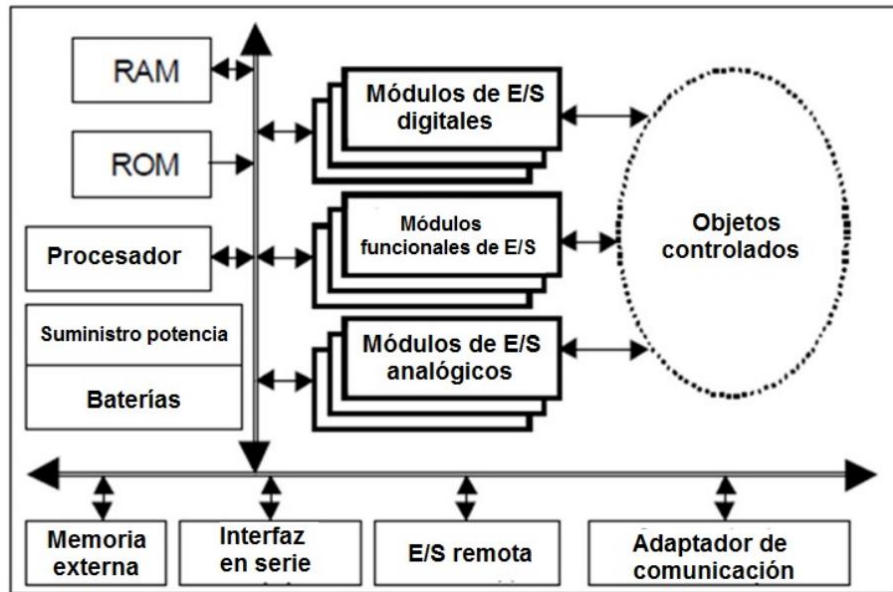 RAM
ROM
Procesador
Suministro potencia
Baterías
Módulos de E/S
digitales
Módulos
funcionales de E/S
Módulos de E/S
analógicos
Objetos
controlados
Memoria
externa
Interfaz
en serie
E/S remota
Adaptador de
comunicación